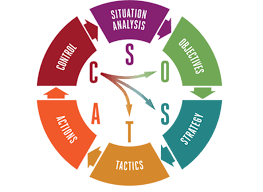 SITUATION
ANALYSIS
OBJECTIVES
STRATEGY
TACTICS
ACTIONS
CONTROL
S
O
S
T
A
C